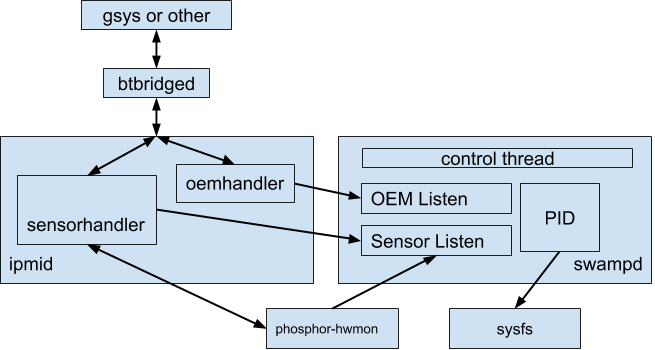 gsys or other
btbridged
control thread
oemhandler
OEM Listen
PID
sensorhandler
Sensor Listen
ipmid
swampd
phosphor-hwmon
sysfs